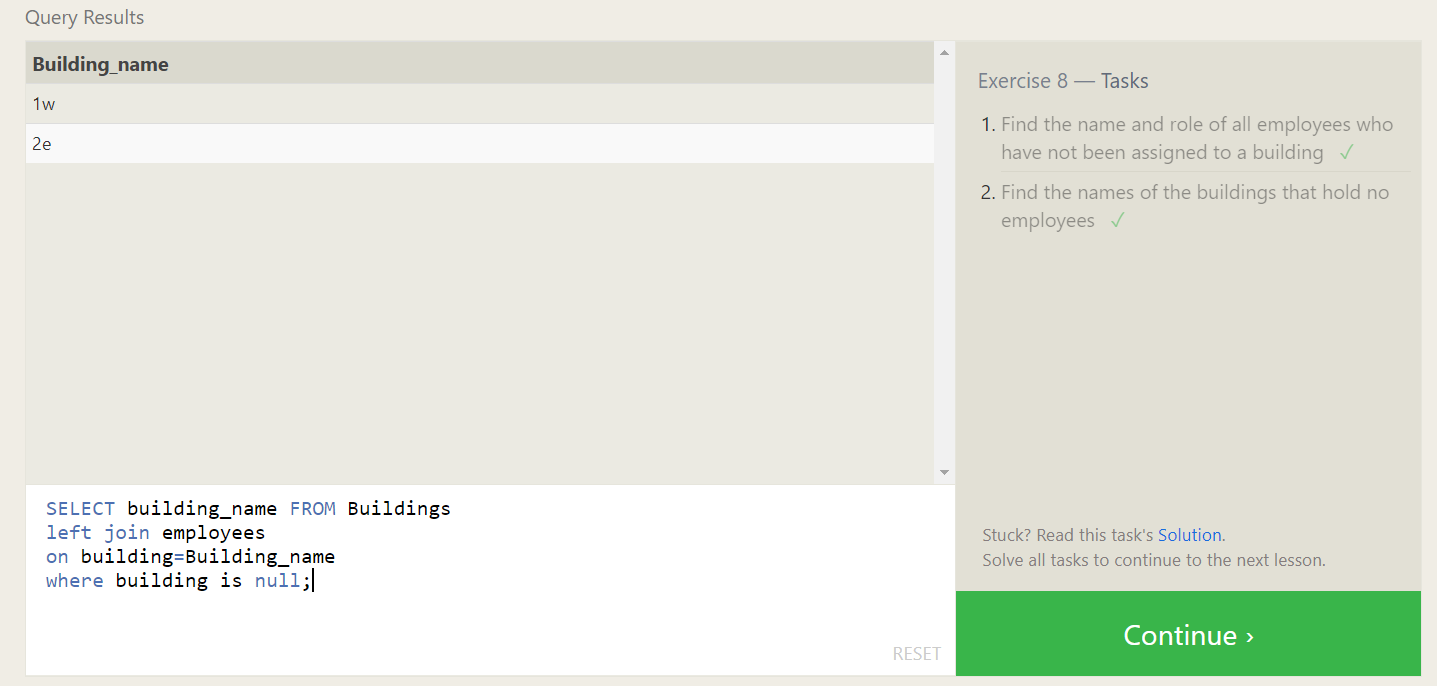 Query Results
Building_name
1w
2e
Exercise 8 — Tasks
1. Find the name and role of all employees who
have not been assigned to a building ✓
2. Find the names of the buildings that hold no
employees ✓
SELECT building_name FROM Buildings
left join employees
on building=Building_name
where building is null;
RESET
Stuck? Read this task's Solution.
Solve all tasks to continue to the next lesson.
Continue ›